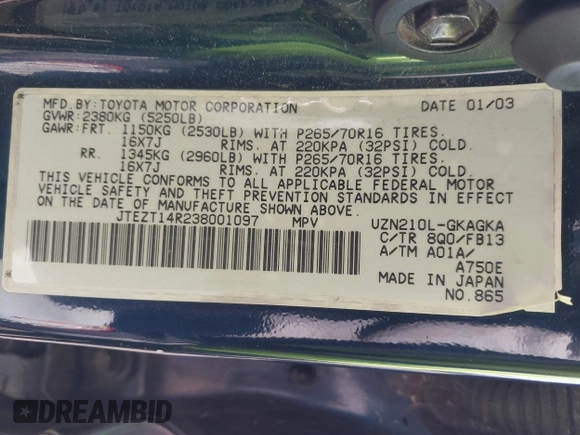 MFD.BY:TOYOTA MOTOR CORPORATION DATE 01/03
GVWR:2380KG (5250LB)
GAWR:FRT. 1150KG (2530LB) WITH P265/70R16 TIRES.
16X7J RIMS. AT 220KPA (32PSI) COLD.
RR. 1345KG (2960LB) WITH P265/70R16 TIRES.
16X7J RIMS. AT 220KPA (32PSI) COLD.
THIS VEHICLE CONFORMS TO ALL APPLICABLE FEDERAL MOTOR
VEHICLE SAFETY AND THEFT PREVENTION STANDARDS IN EFFECT
ON THE DATE OF MANUFACTURE SHOWN ABOVE.
JTEZT14R238001097 MPV UZN210L-GKAGKA
C/TR 8Q0/FB13
A/TM A01A/
A750E
MADE IN JAPAN
NO.865
DREAMBID